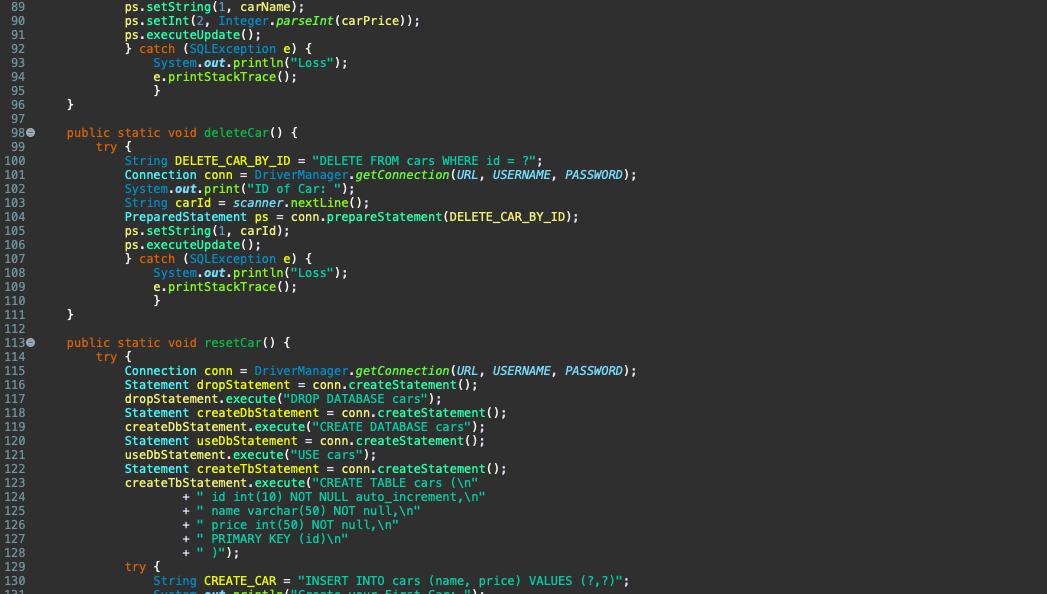 89 ps.setString(1, carName);
90 ps.setInt(2, Integer.parseInt(carPrice));
91 ps.executeUpdate();
92 } catch (SQLException e) {
93 System.out.println("Loss");
94 e.printStackTrace();
95 }
96 }
97
98 public static void deleteCar() {
99 try {
100 String DELETE_CAR_BY_ID = "DELETE FROM cars WHERE id = ?";
101 Connection conn = DriverManager.getConnection(URL, USERNAME, PASSWORD);
102 System.out.print("ID of Car: ");
103 String carId = scanner.nextLine();
104 PreparedStatement ps = conn.prepareStatement(DELETE_CAR_BY_ID);
105 ps.setString(1, carId);
106 ps.executeUpdate();
107 } catch (SQLException e) {
108 System.out.println("Loss");
109 e.printStackTrace();
110 }
111 }
112
113 public static void resetCar() {
114 try {
115 Connection conn = DriverManager.getConnection(URL, USERNAME, PASSWORD);
116 Statement dropStatement = conn.createStatement();
117 dropStatement.execute("DROP DATABASE cars");
118 Statement createDbStatement = conn.createStatement();
119 createDbStatement.execute("CREATE DATABASE cars");
120 Statement useDbStatement = conn.createStatement();
121 useDbStatement.execute("USE cars");
122 Statement createTbStatement = conn.createStatement();
123 createTbStatement.execute("CREATE TABLE cars (\n"
124 + " id int(10) NOT NULL auto_increment,\n"
125 + " name varchar(50) NOT null,\n"
126 + " price int(50) NOT null,\n"
127 + " PRIMARY KEY (id)\n"
128 + " )");
129 try {
130 String CREATE_CAR = "INSERT INTO cars (name, price) VALUES (?,?)";
131 System.out.println("Create your First Car: ");